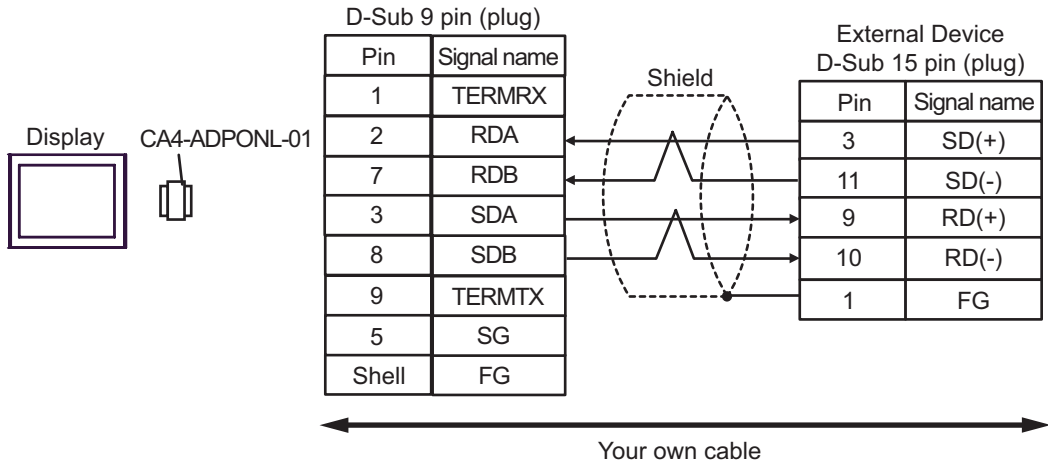 D-Sub 9 pin (plug)
Pin Signal name
1 TERMRX
2 RDA
7 RDB
3 SDA
8 SDB
9 TERMTX
5 SG
Shell FG
Display
CA4-ADPONL-01
Shield
External Device
D-Sub 15 pin (plug)
Pin Signal name
3 SD(+)
11 SD(-)
9 RD(+)
10 RD(-)
1 FG
Your own cable